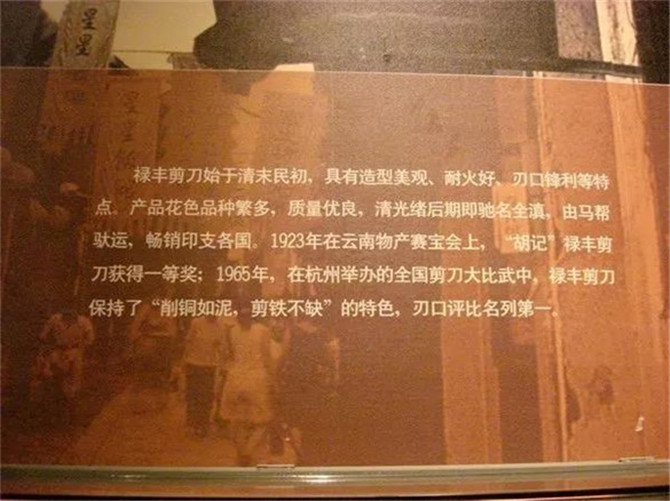 星星
星星
禄丰剪刀始于清末民初，具有造型美观、耐火好、刃口锋利等特
点。产品花色品种繁多，质量优良，清光绪后期即驰名全滇，由马帮
驮运，畅销印支各国。1923年在云南物产赛宝会上，“胡记”禄丰剪
刀获得一等奖；1965年，在杭州举办的全国剪刀大比武中，禄丰剪刀
保持了“削铜如泥，剪铁不缺”的特色，刃口评比名列第一。